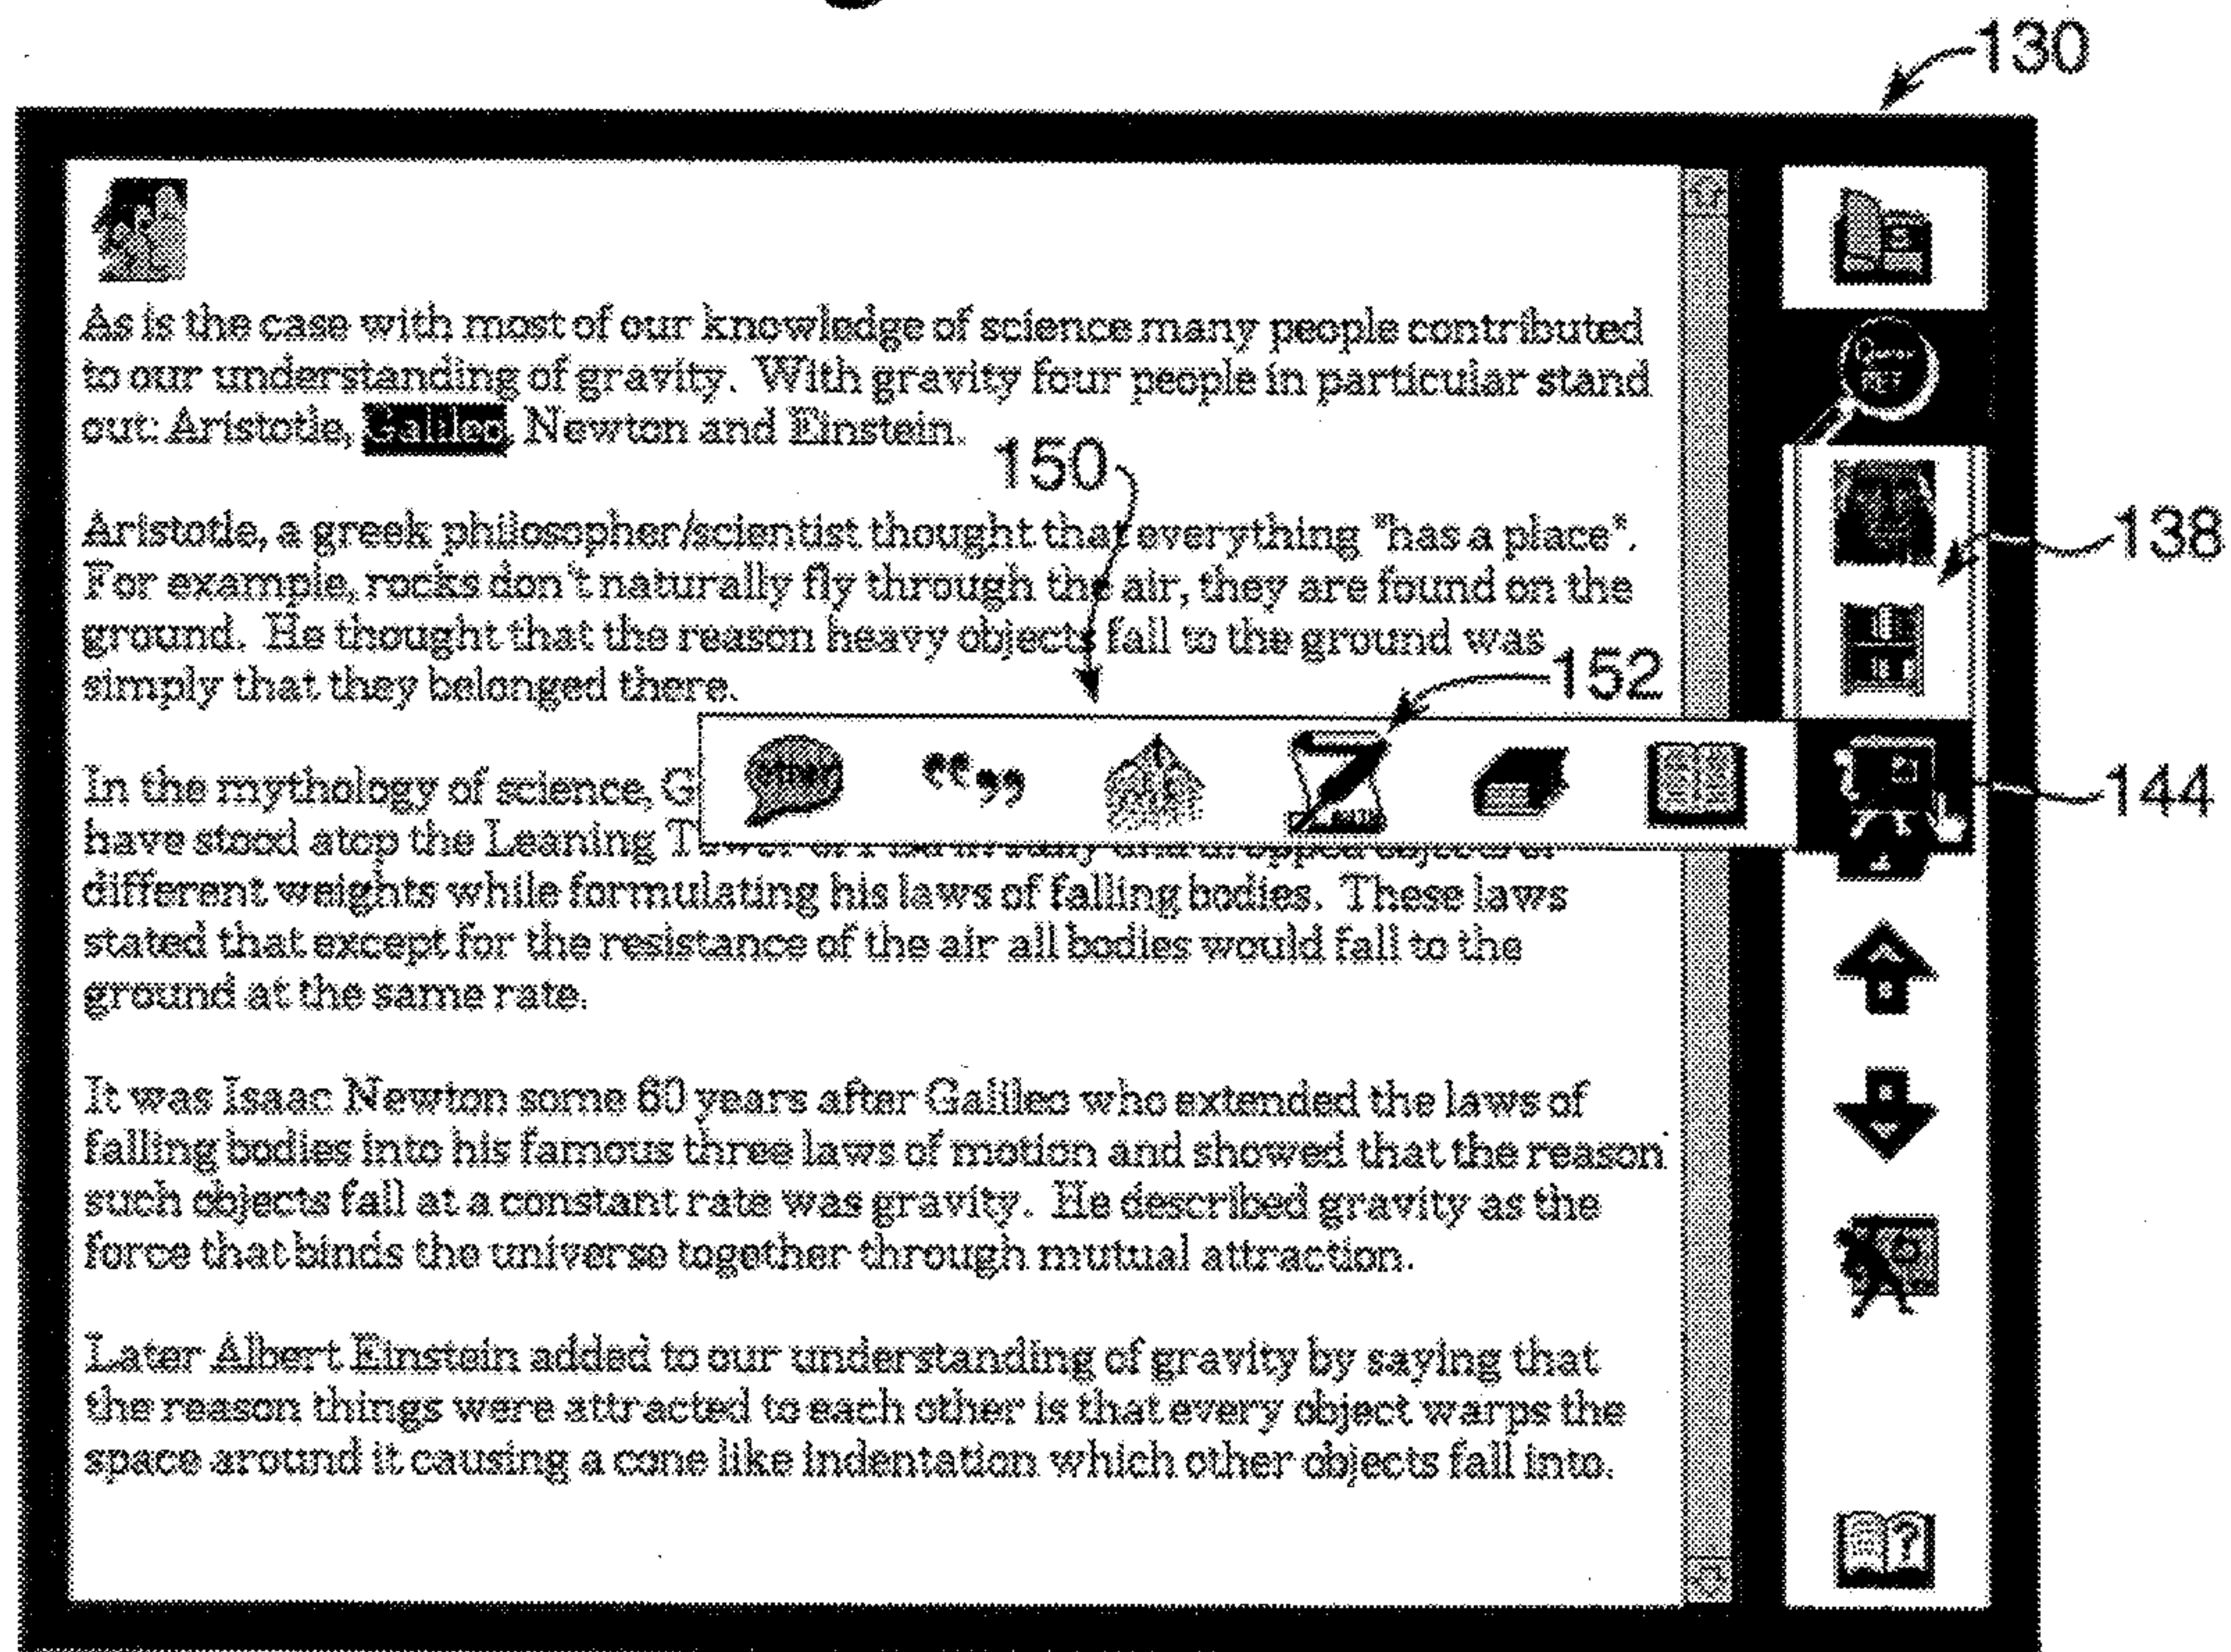 130
As is the case with most of our knowledge of science many people contributed
to our understanding of gravity. With gravity four people in particular stand
out: Aristotle, Galileo, Newton and Einstein.
150
Aristotle, a greek philosopher/scientist thought that everything "has a place".
138
For example, rocks don't naturally fly through the air, they are found on the
ground. He thought that the reason heavy objects fall to the ground was
152
simply that they belonged there.
In the mythology of science, G
144
have stood atop the Leaning T
different weights while formulating his laws of falling bodies. These laws
stated that except for the resistance of the air all bodies would fall to the
ground at the same rate.
It was Isaac Newton some 60 years after Galileo who extended the laws of
falling bodies into his famous three laws of motion and showed that the reason
such objects fall at a constant rate was gravity. He described gravity as the
force that binds the universe together through mutual attraction.
Later Albert Einstein added to our understanding of gravity by saying that
the reason things were attracted to each other is that every object warps the
space around it causing a cone like indentation which other objects fall into.
?